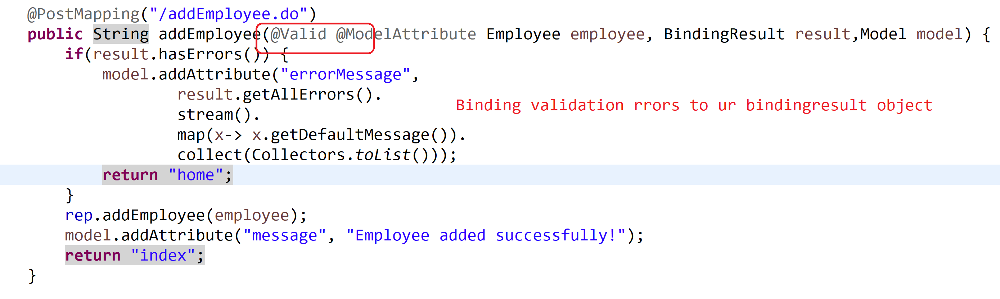 @PostMapping("/addEmployee.do")
public String addEmployee(@Valid @ModelAttribute Employee employee, BindingResult result,Model model) {
if(result.hasErrors()) {
model.addAttribute("errorMessage",
result.getAllErrors().
Binding validation rrors to ur bindingresult object
stream().
map(x-> x.getDefaultMessage()).
collect(Collectors.toList()));
return "home";
}
rep.addEmployee(employee);
model.addAttribute("message", "Employee added successfully!");
return "index";
}